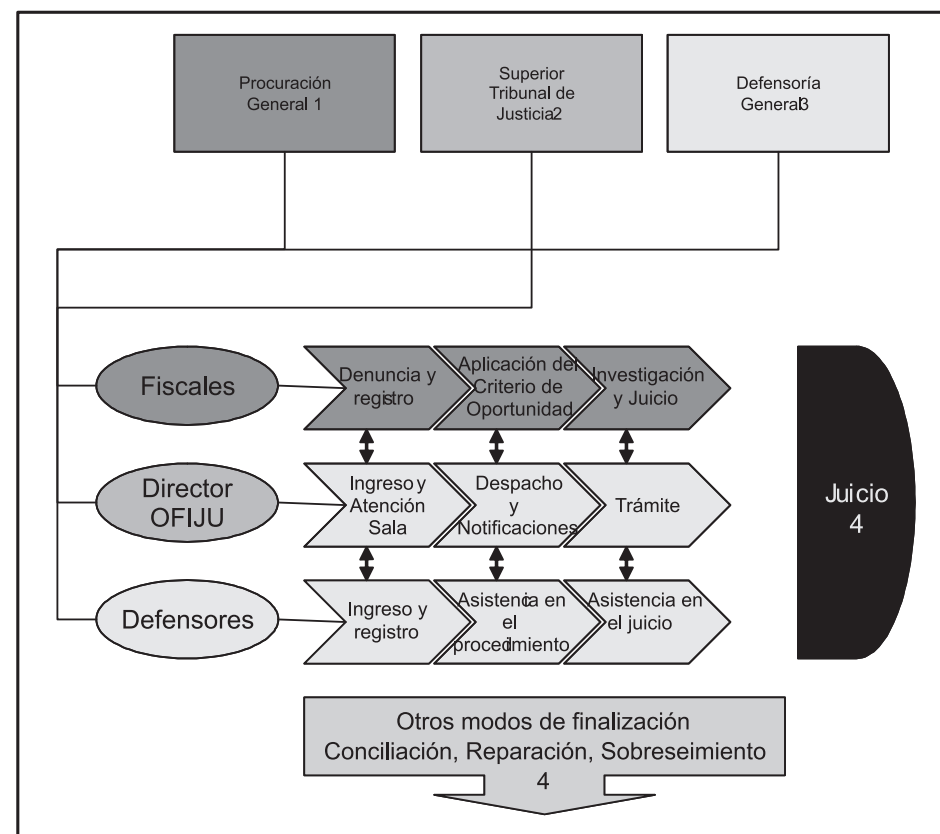 Procuración
General 1
Superior
Tribunal de
Justicia2
Defensoría
General3
Fiscales
Denuncia y
registro
Aplicación del
Criterio de
Oportunidad
Investigación
y Juicio
Director
OFIJU
Ingreso y
Atención
Sala
Despacho
y
Notificaciones
Trámite
Juicio
4
Defensores
Ingreso y
registro
Asistencia en
el
procedimiento
Asistencia en
el juicio
Otros modos de finalización
Conciliación, Reparación, Sobreseimiento
4